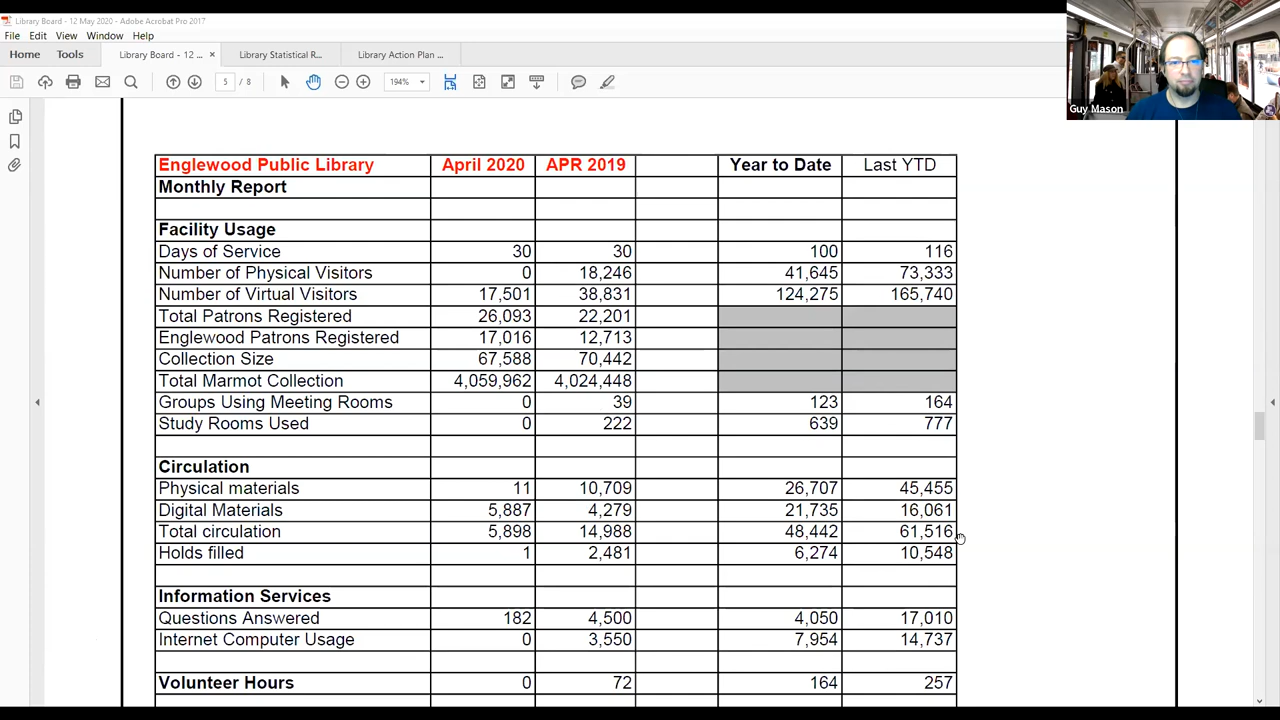 Library Board - 12 May 2020 - Adobe Acrobat Pro 2017
File Edit View Window Help
Home Tools Library Board - 12 ... × Library Statistical R... Library Action Plan ...
5 / 8 194%
Guy Mason
Englewood Public Library April 2020 APR 2019 Year to Date Last YTD
Monthly Report
Facility Usage
Days of Service 30 30 100 116
Number of Physical Visitors 0 18,246 41,645 73,333
Number of Virtual Visitors 17,501 38,831 124,275 165,740
Total Patrons Registered 26,093 22,201
Englewood Patrons Registered 17,016 12,713
Collection Size 67,588 70,442
Total Marmot Collection 4,059,962 4,024,448
Groups Using Meeting Rooms 0 39 123 164
Study Rooms Used 0 222 639 777
Circulation
Physical materials 11 10,709 26,707 45,455
Digital Materials 5,887 4,279 21,735 16,061
Total circulation 5,898 14,988 48,442 61,516
Holds filled 1 2,481 6,274 10,548
Information Services
Questions Answered 182 4,500 4,050 17,010
Internet Computer Usage 0 3,550 7,954 14,737
Volunteer Hours 0 72 164 257